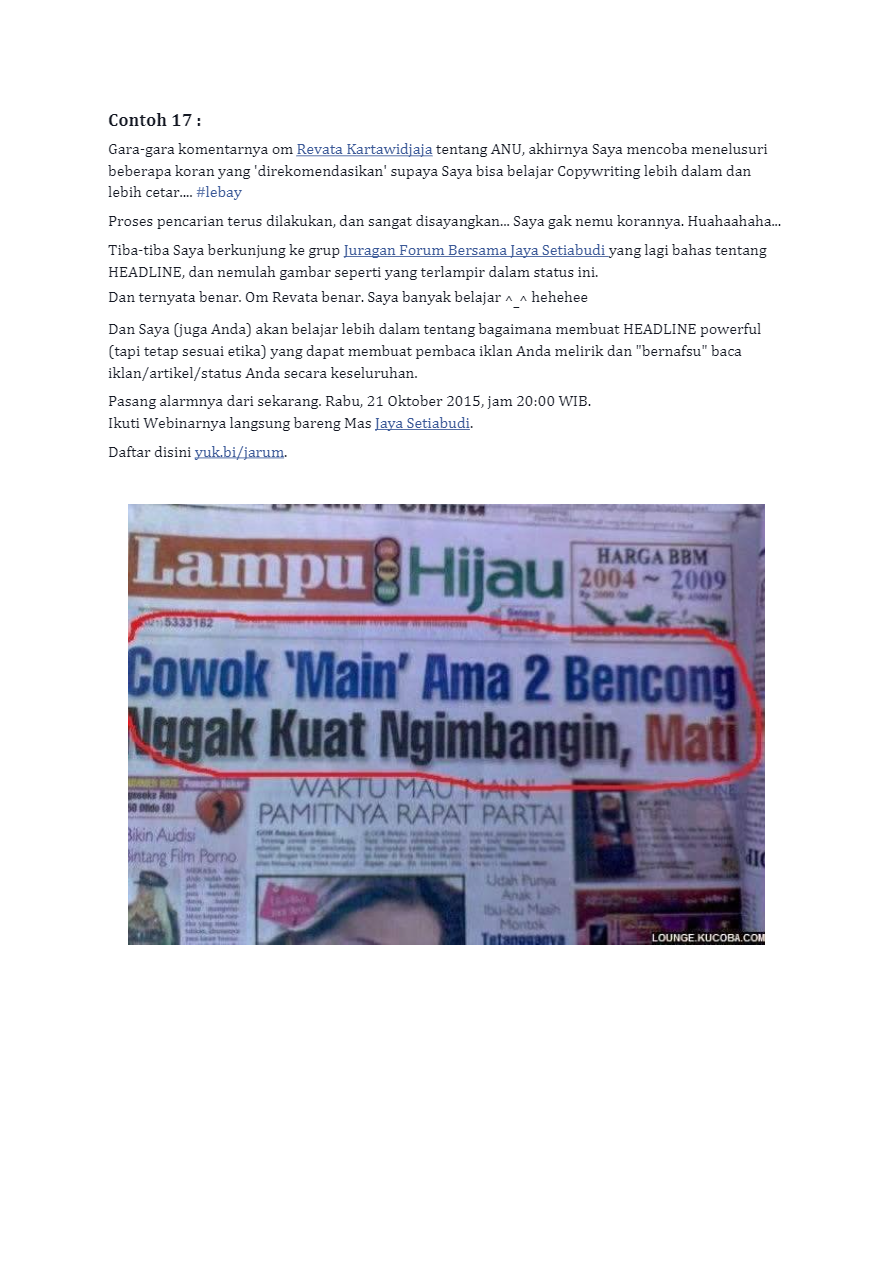 Contoh 17 :
Gara-gara komentarnya om Revata Kartawidjaja tentang ANU, akhirnya Saya mencoba menelusuri
beberapa koran yang 'direkomendasikan' supaya Saya bisa belajar Copywriting lebih dalam dan
lebih cetar.... #lebay
Proses pencarian terus dilakukan, dan sangat disayangkan... Saya gak nemu korannya. Huahaahaha...
Tiba-tiba Saya berkunjung ke grup Juragan Forum Bersama Jaya Setiabudi yang lagi bahas tentang
HEADLINE, dan nemulah gambar seperti yang terlampir dalam status ini.
Dan ternyata benar. Om Revata benar. Saya banyak belajar ^_^ hehehee
Dan Saya (juga Anda) akan belajar lebih dalam tentang bagaimana membuat HEADLINE powerful
(tapi tetap sesuai etika) yang dapat membuat pembaca iklan Anda melirik dan "bernafsu" baca
iklan/artikel/status Anda secara keseluruhan.
Pasang alarmnya dari sekarang. Rabu, 21 Oktober 2015, jam 20:00 WIB.
Ikuti Webinarnya langsung bareng Mas Jaya Setiabudi.
Daftar disini yuk.bi/jarum.
Lampu Hijau
HARGA BBM
2004 ~ 2009
5333182
Cowok 'Main' Ama 2 Bencong
Nggak Kuat Ngimbangin, Mati
WAKTU MAU 'MAIN'
PAMITNYA RAPAT PARTAI
Bikin Audisi
Bintang Film Porno
Udah Punya
Anak 1
Ibu-ibu Masih
Montok
Tetangganya
LOUNGE.KUCOBA.COM